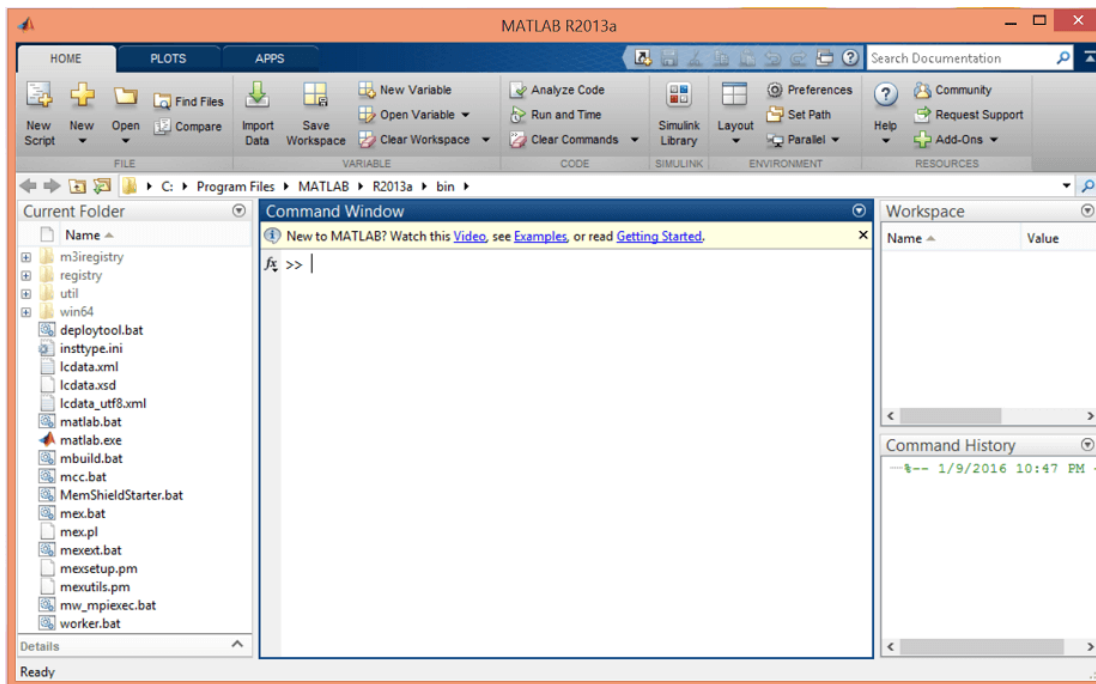 MATLAB R2013a
HOME PLOTS APPS Search Documentation
New Script
New
Open
Find Files
Compare
FILE
Import Data
Save Workspace
New Variable
Open Variable
Clear Workspace
VARIABLE
Analyze Code
Run and Time
Clear Commands
CODE
Simulink Library
SIMULINK
Layout
Preferences
Set Path
Parallel
ENVIRONMENT
? Help
Community
Request Support
Add-Ons
RESOURCES
C: Program Files MATLAB R2013a bin
Current Folder
Name
m3iregistry
registry
util
win64
deploytool.bat
insttype.ini
lcdata.xml
lcdata.xsd
lcdata_utf8.xml
matlab.bat
matlab.exe
mbuild.bat
mcc.bat
MemShieldStarter.bat
mex.bat
mex.pl
mexext.bat
mexsetup.pm
mexutils.pm
mw_mpiexec.bat
worker.bat
Details
Command Window
New to MATLAB? Watch this Video, see Examples, or read Getting Started.
fx >>
Workspace
Name Value
Command History
%-- 1/9/2016 10:47 PM -
Ready